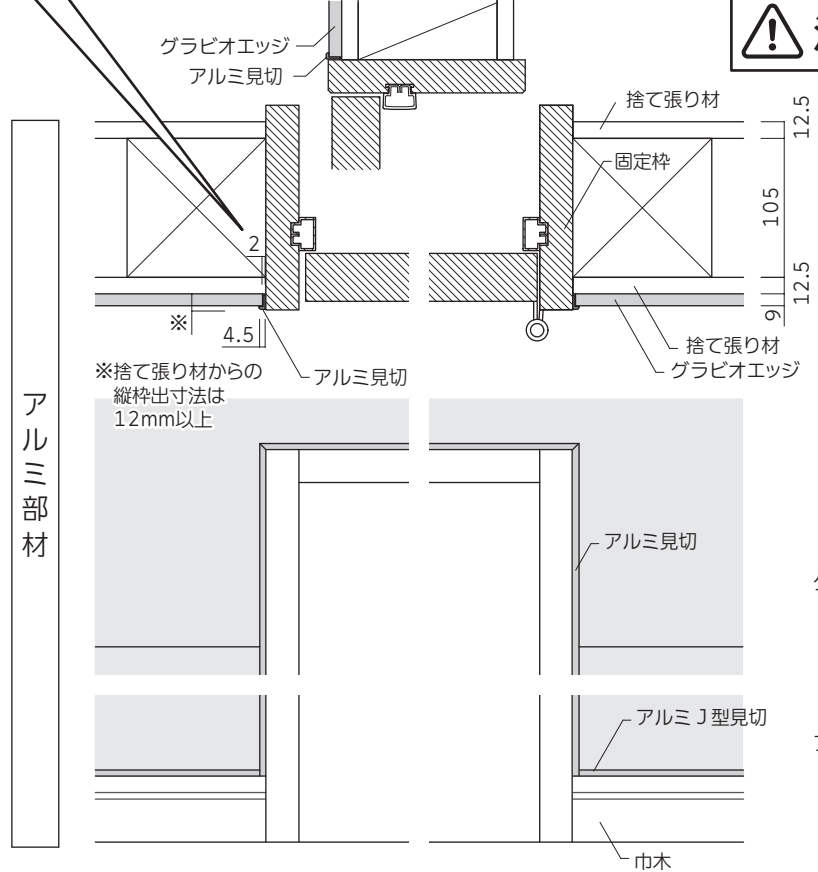 グラビオエッジ
アルミ見切
捨て張り材
12.5
固定枠
105
2
12.5
9
※
4.5
捨て張り材
グラビオエッジ
アルミ見切
※捨て張り材からの
縦枠出寸法は
12mm以上
アルミ部材
アルミ見切
アルミJ型見切
巾木